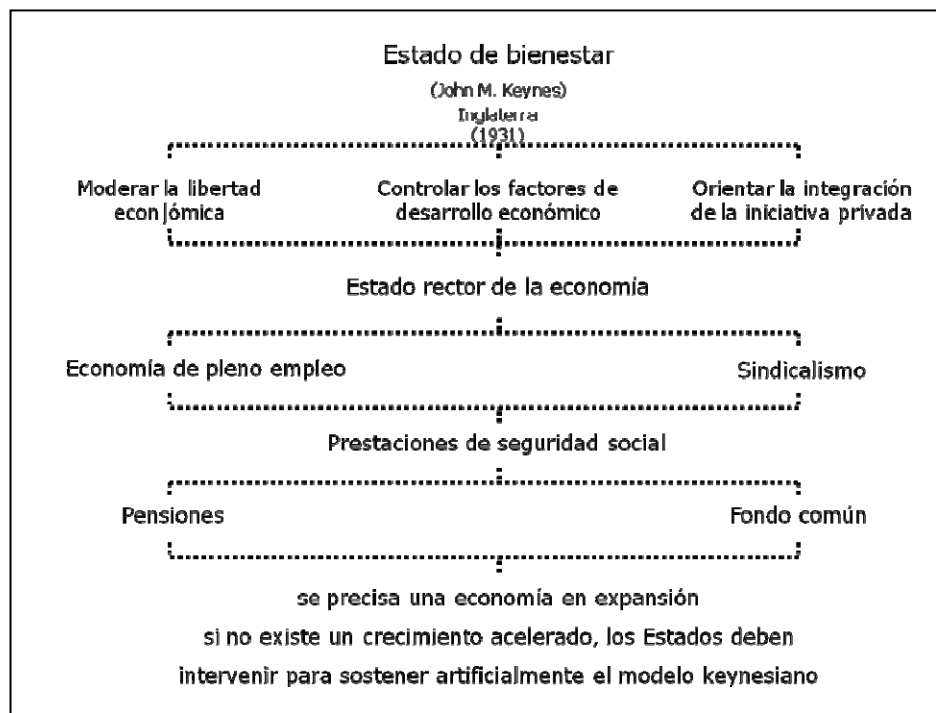 Estado de bienestar
(John M. Keynes)
Inglaterra
(1931)
Moderar la libertad
econ|ómica
Controlar los factores de
desarrollo económico
Orientar la integración
de la iniciativa privada
Estado rector de la economía
Economía de pleno empleo
Sindicalismo
Prestaciones de seguridad social
Pensiones
Fondo común
se precisa una economía en expansión
si no existe un crecimiento acelerado, los Estados deben
intervenir para sostener artificialmente el modelo keynesiano